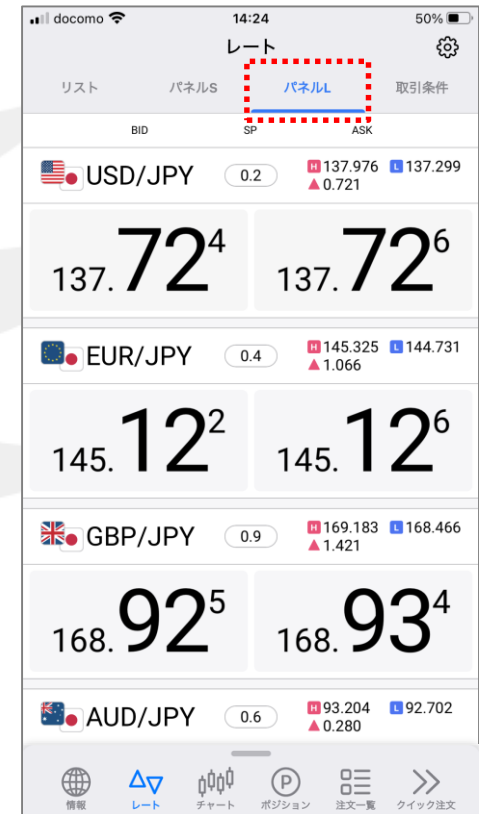 docomo 14:24 50%
レート
リスト パネルS パネルL 取引条件
BID SP ASK
USD/JPY 0.2 H 137.976 L 137.299
▲ 0.721
137.724 137.726
EUR/JPY 0.4 H 145.325 L 144.731
▲ 1.066
145.122 145.126
GBP/JPY 0.9 H 169.183 L 168.466
▲ 1.421
168.925 168.934
AUD/JPY 0.6 H 93.204 L 92.702
▲ 0.280
P
情報 レート チャート ポジション 注文一覧 クイック注文